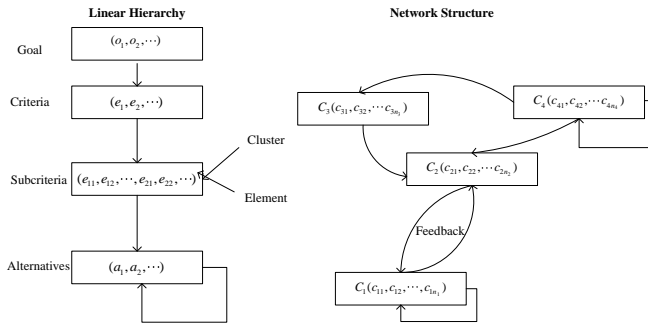 Linear Hierarchy
Goal
(o₁, o₂, ⋯)
Criteria
(e₁, e₂, ⋯)
Cluster
Subcriteria
(e₁₁, e₁₂, ⋯, e₂₁, e₂₂, ⋯)
Element
Alternatives
(a₁, a₂, ⋯)
Network Structure
C₄(c₄₁, c₄₂, ⋯c₄ₙ₄)
C₃(c₃₁, c₃₂, ⋯c₃ₙ₃)
C₂(c₂₁, c₂₂, ⋯c₂ₙ₂)
Feedback
C₁(c₁₁, c₁₂, ⋯, c₁ₙ₁)